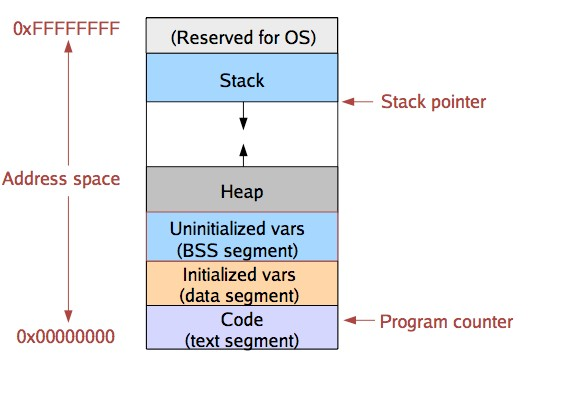 0xFFFFFFFF
(Reserved for OS)
Stack
Stack pointer
Address space
Heap
Uninitialized vars
(BSS segment)
Initialized vars
(data segment)
Code
(text segment)
Program counter
0x00000000